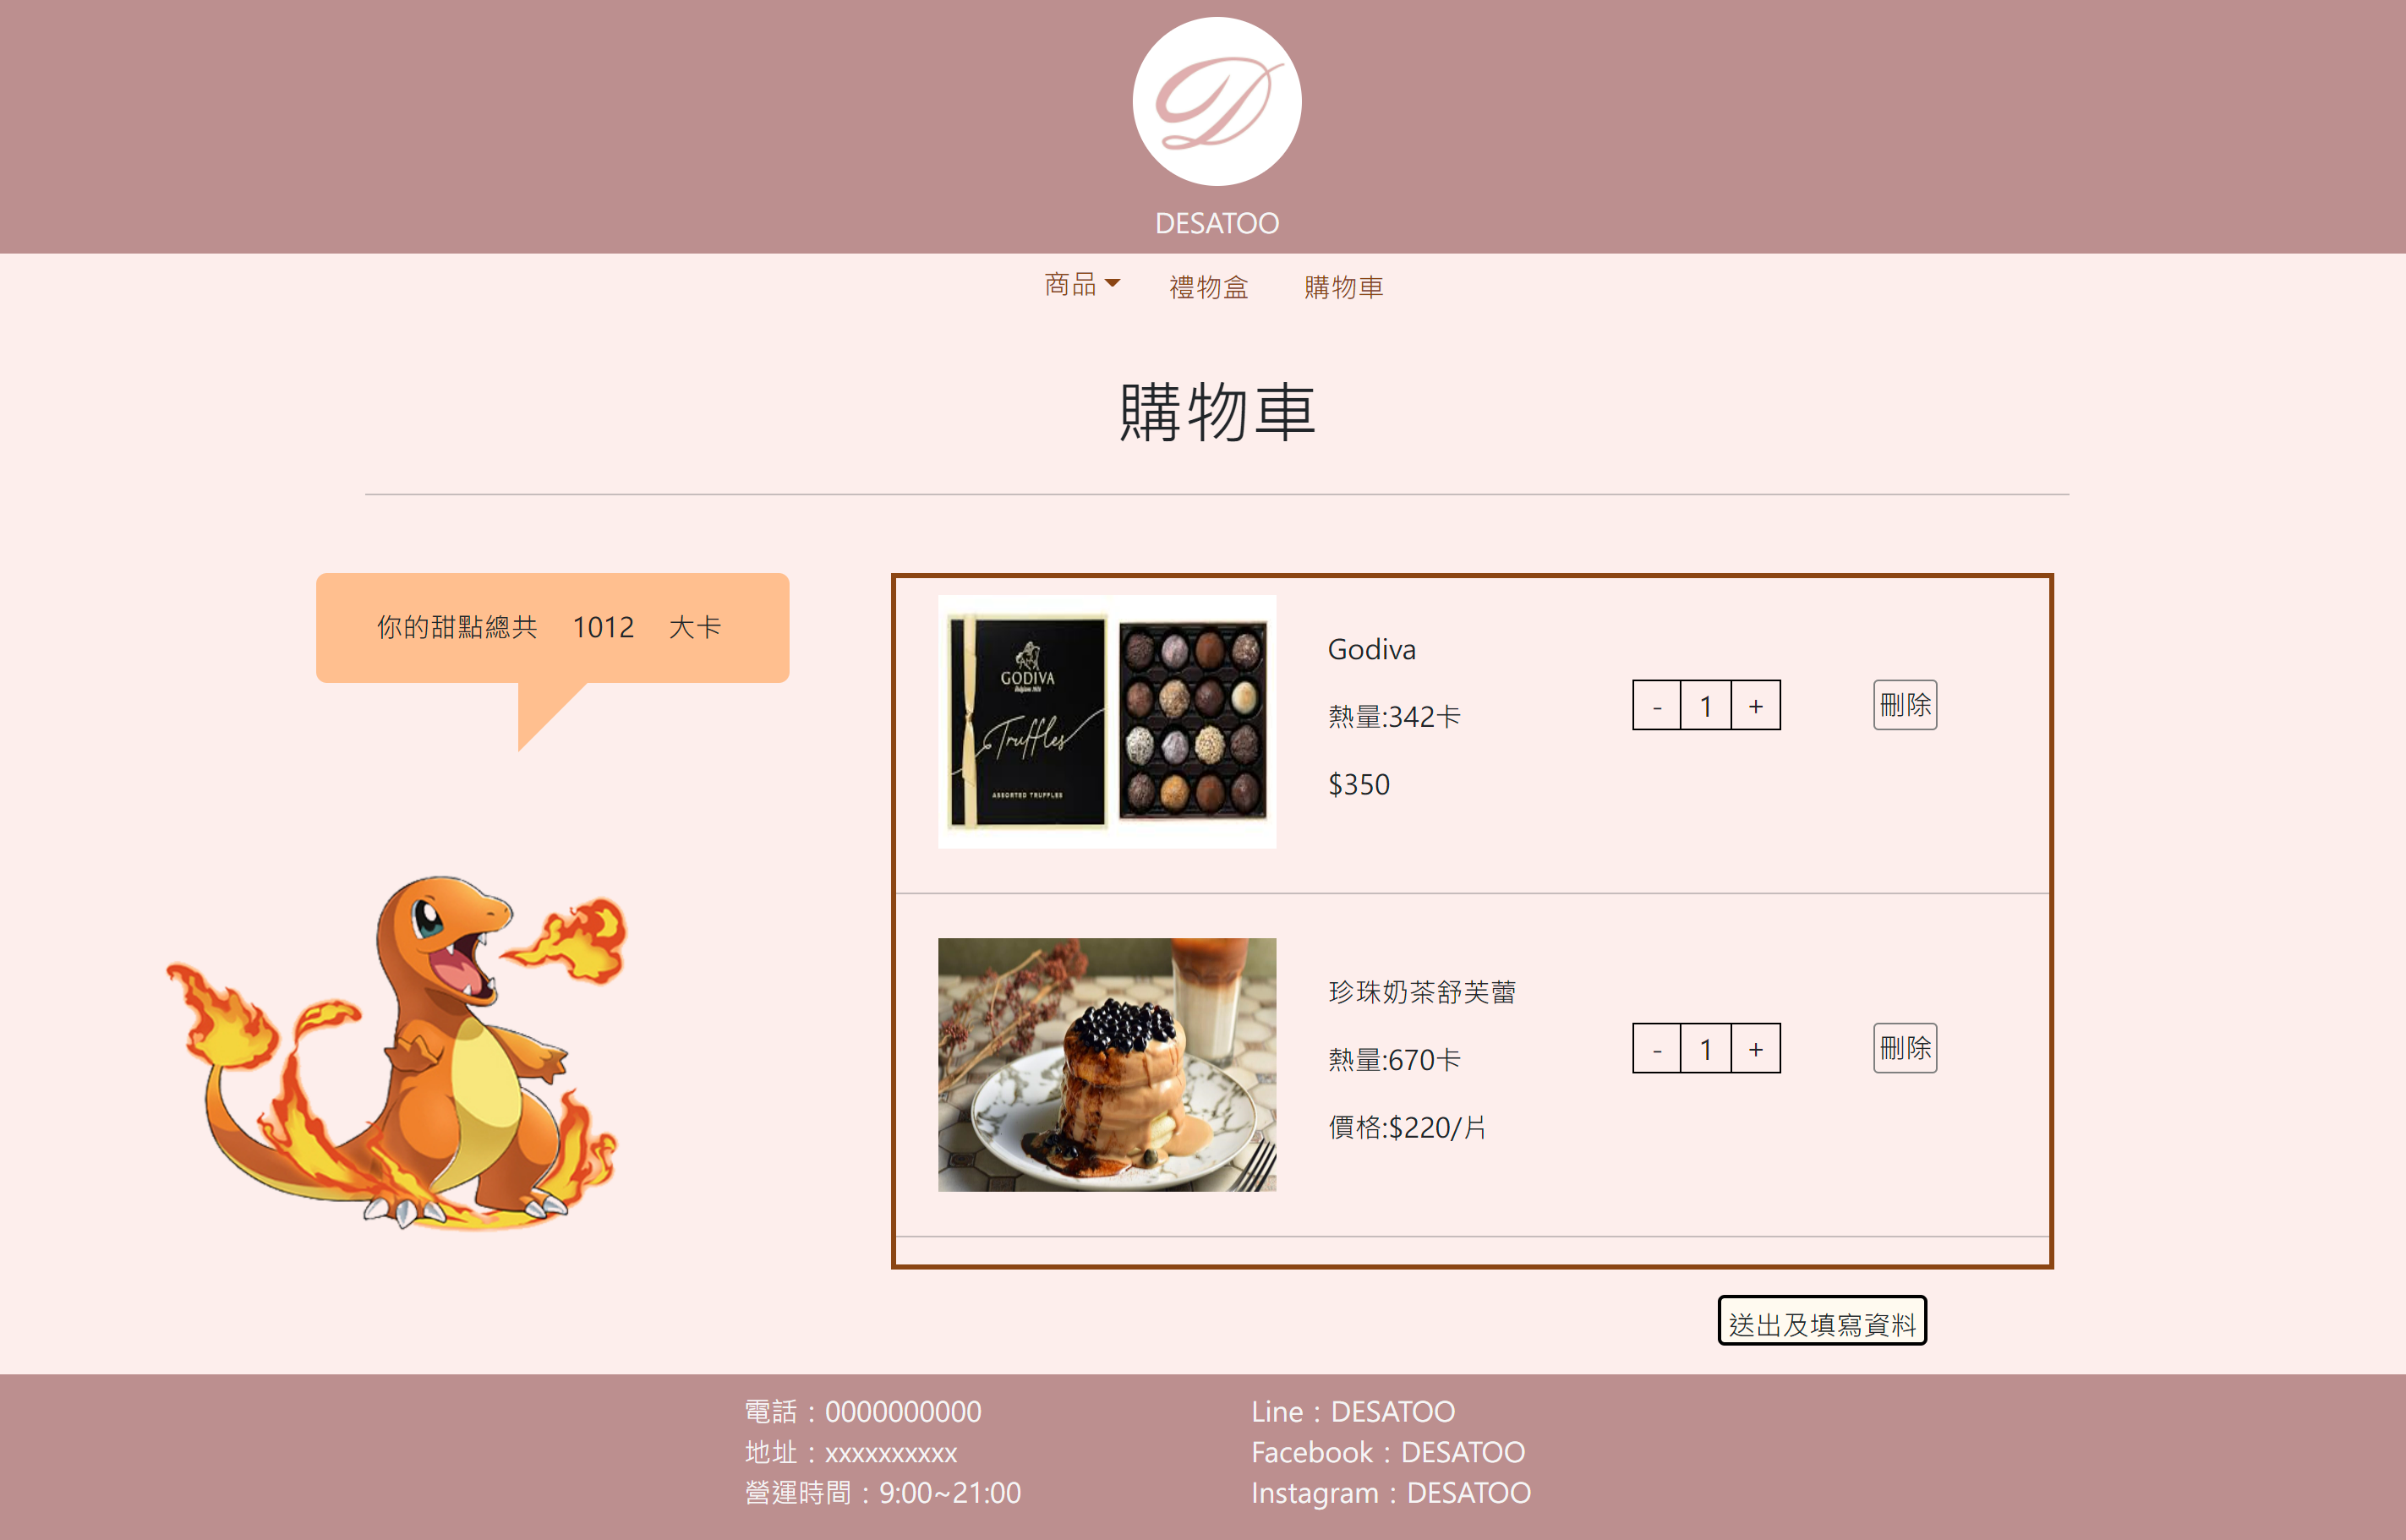 DESATOO
商品 禮物盒 購物車
購物車
你的甜點總共 1012 大卡
GODIVA
Belgium 1926
Truffles
ASSORTED TRUFFLES
Godiva
熱量:342卡
$350
- 1 +
刪除
珍珠奶茶舒芙蕾
熱量:670卡
價格:$220/片
- 1 +
刪除
送出及填寫資料
電話：0000000000
地址：xxxxxxxxxx
營運時間：9:00~21:00
Line：DESATOO
Facebook：DESATOO
Instagram：DESATOO